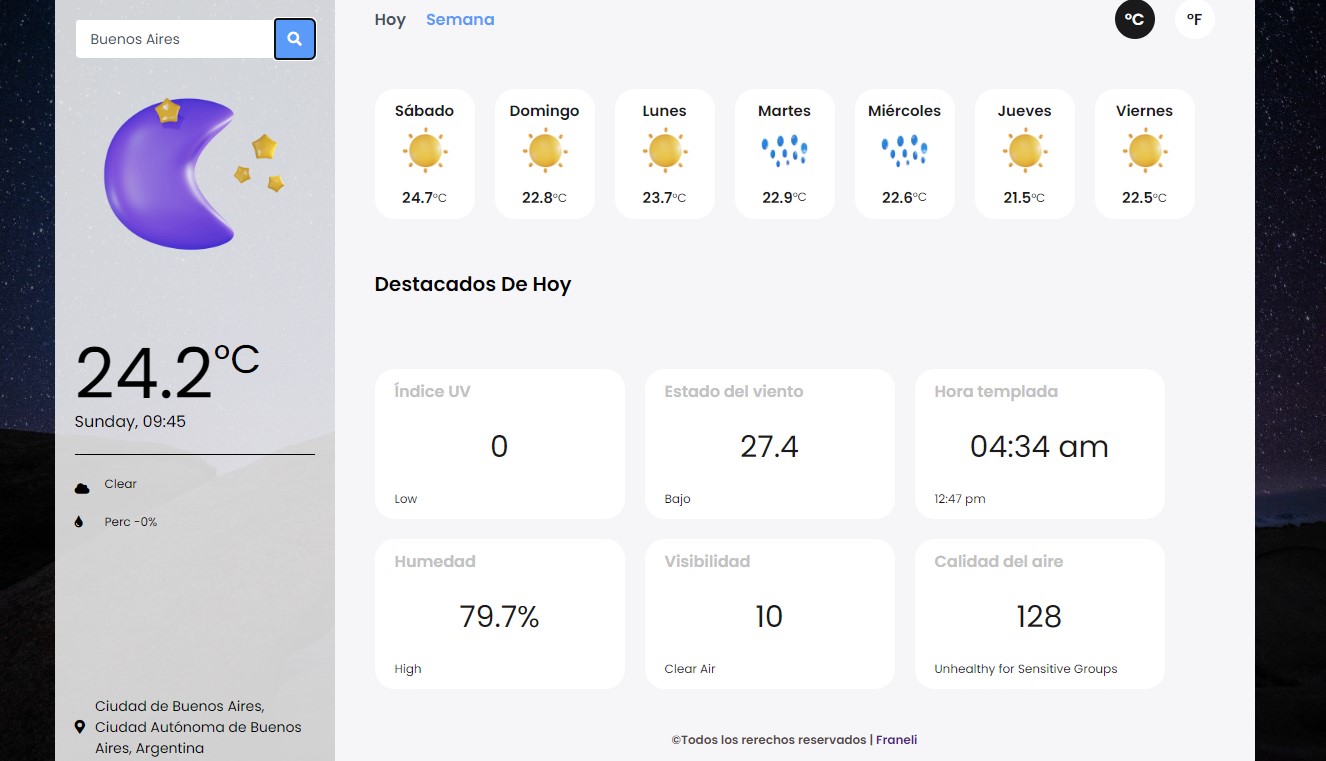 Buenos Aires
24.2°C
Sunday, 09:45
Clear
Perc -0%
Ciudad de Buenos Aires,
Ciudad Autónoma de Buenos
Aires, Argentina
Hoy Semana
°C °F
Sábado Domingo Lunes Martes Miércoles Jueves Viernes
24.7°C 22.8°C 23.7°C 22.9°C 22.6°C 21.5°C 22.5°C
Destacados De Hoy
Índice UV Estado del viento Hora templada
0 27.4 04:34 am
Low Bajo 12:47 pm
Humedad Visibilidad Calidad del aire
79.7% 10 128
High Clear Air Unhealthy for Sensitive Groups
©Todos los rerechos reservados | Franeli